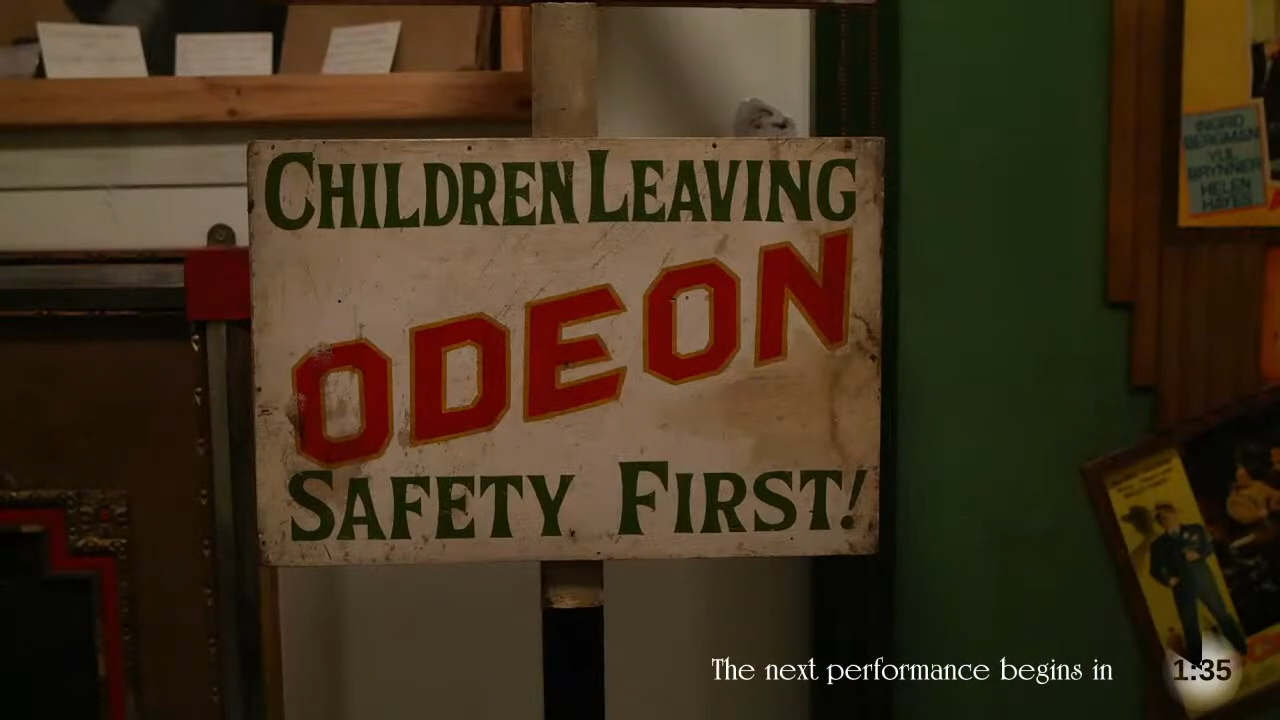 INGRID
BERGMAN
YUL
BRYNNER
HELEN
HAYES
CHILDREN LEAVING
ODEON
SAFETY FIRST!
The next performance begins in
1:35